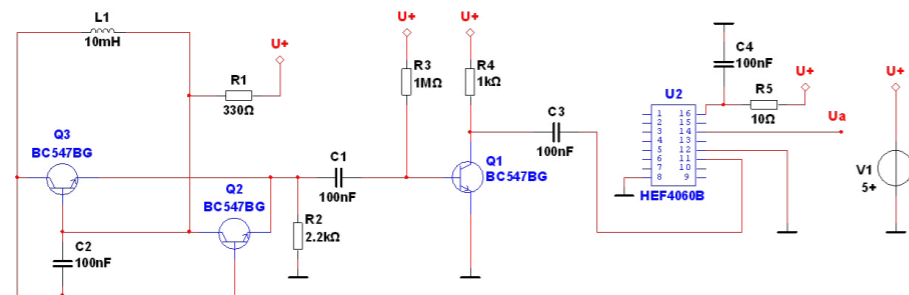 L1
10mH
U+
R1
330Ω
Q3
BC547BG
Q2
BC547BG
C2
100nF
C1
100nF
R2
2.2kΩ
U+
R3
1MΩ
U+
R4
1kΩ
Q1
BC547BG
C3
100nF
C4
100nF
U2
R5
10Ω
U+
1 16
2 15
3 14
4 13
5 12
6 11
7 10
8 9
HEF4060B
Ua
U+
V1
5+